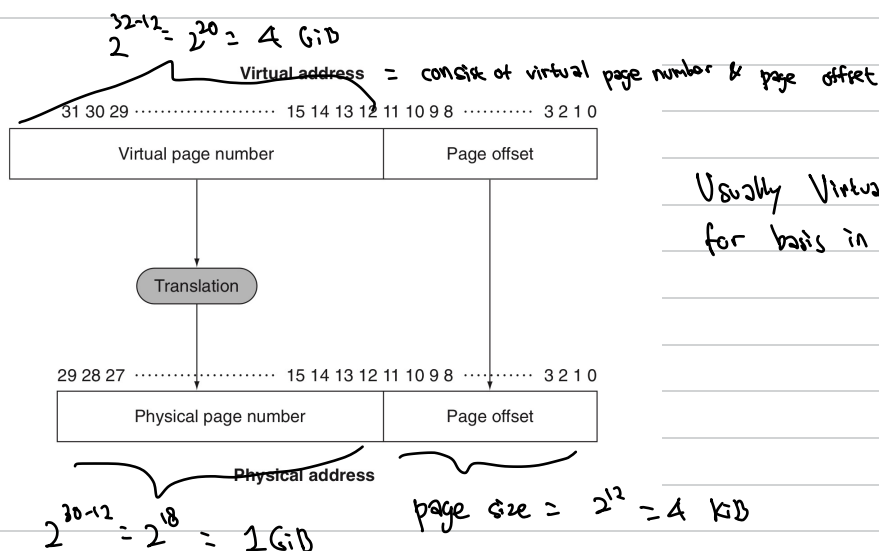 2^32-12 = 2^20 = 4 GiB
Virtual address = consist of virtual page number & page offset
31 30 29 ........................ 15 14 13 12 11 10 9 8 .......... 3 2 1 0
Virtual page number Page offset
Usually
for basis in
Translation
29 28 27 ........................ 15 14 13 12 11 10 9 8 .......... 3 2 1 0
Physical page number Page offset
Physical address
2^30-12 = 2^18 = 1 GiB
page size = 2^12 = 4 KiB